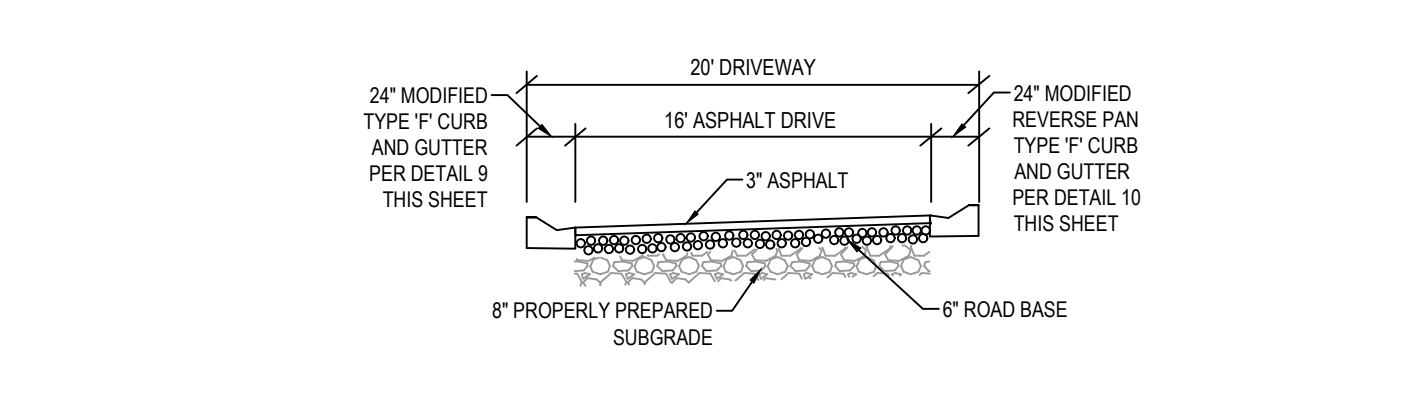 20' DRIVEWAY
24" MODIFIED
TYPE 'F' CURB
AND GUTTER
PER DETAIL 9
THIS SHEET
16' ASPHALT DRIVE
24" MODIFIED
REVERSE PAN
TYPE 'F' CURB
AND GUTTER
PER DETAIL 10
THIS SHEET
3" ASPHALT
8" PROPERLY PREPARED
SUBGRADE
6" ROAD BASE